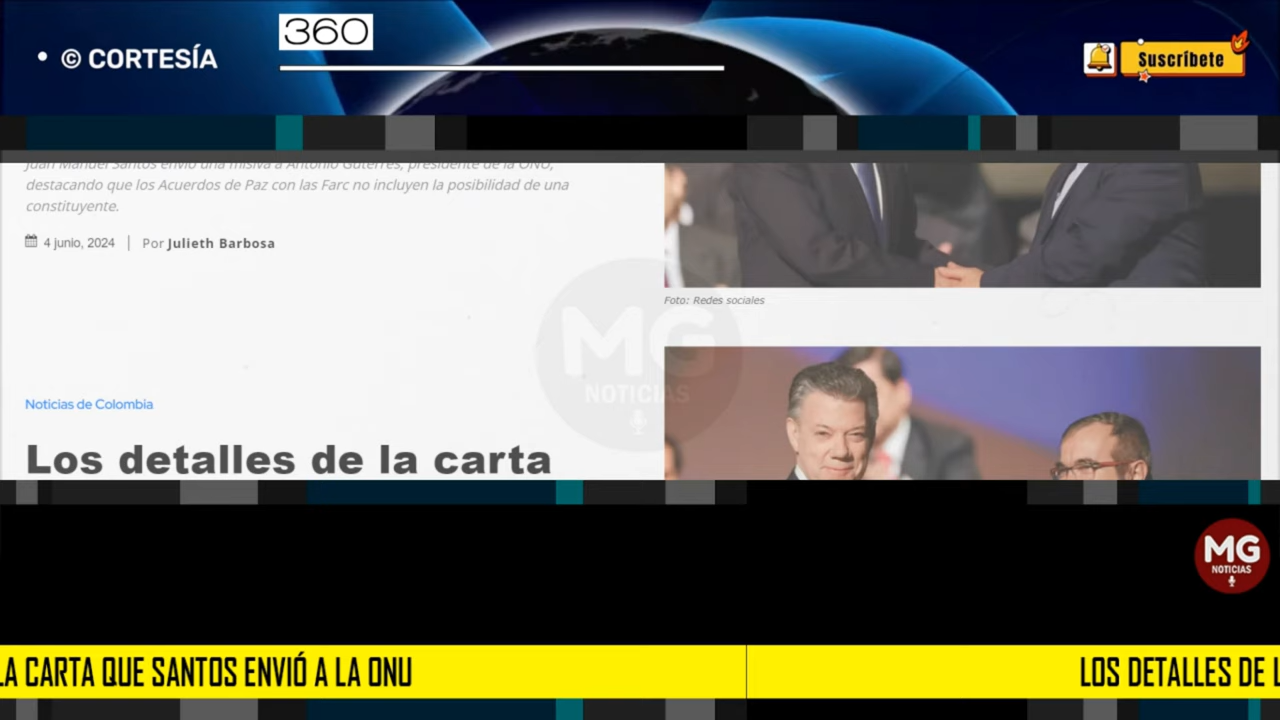 © CORTESÍA
360
Suscríbete
Juan Manuel Santos envió una misiva a António Guterres, presidente de la ONU,
destacando que los Acuerdos de Paz con las Farc no incluyen la posibilidad de una
constituyente.
4 junio, 2024 | Por Julieth Barbosa
Foto: Redes sociales
MG
NOTICIAS
Noticias de Colombia
Los detalles de la carta
MG
NOTICIAS
LA CARTA QUE SANTOS ENVIÓ A LA ONU
LOS DETALLES DE L